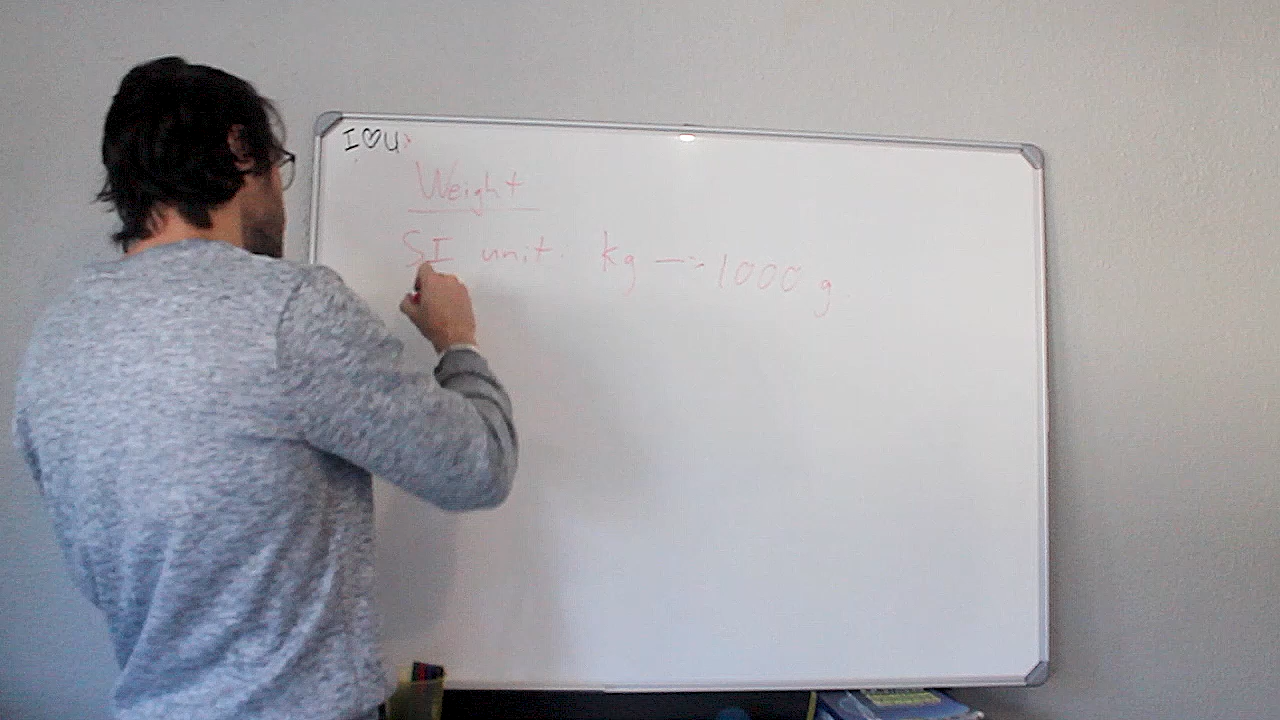 I ♡ U
Weight
SI unit: kg → 1000 g